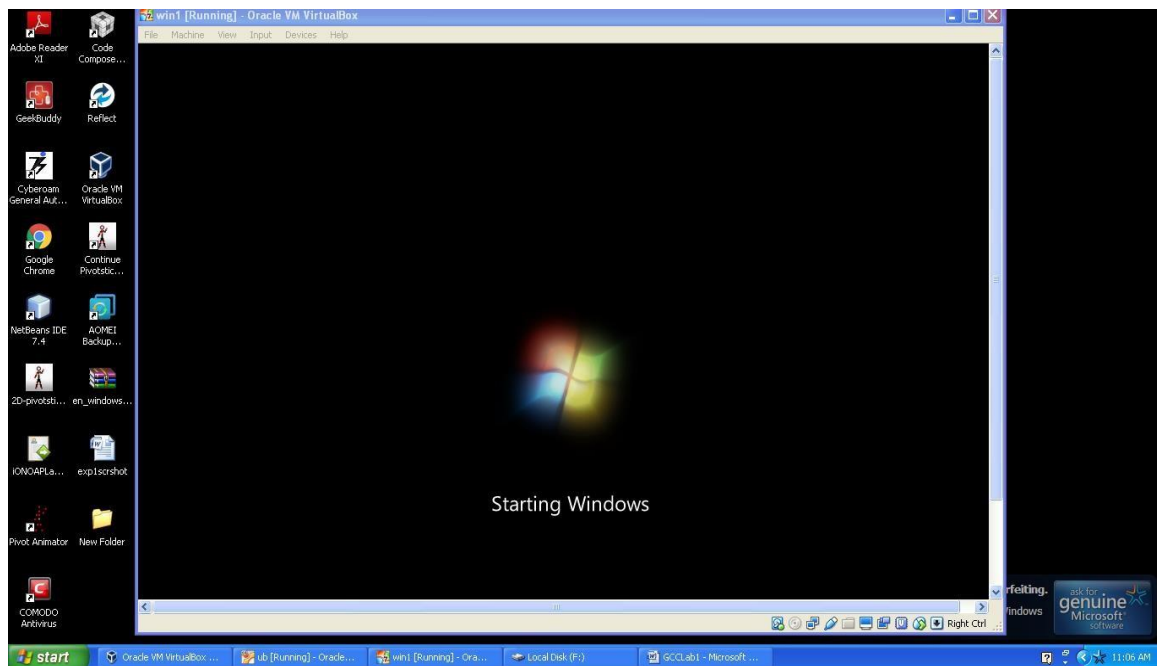 win1 [Running] - Oracle VM VirtualBox
File Machine View Input Devices Help
Adobe Reader XI
Code Compose...
GeekBuddy
Reflect
Cyberoam General Aut...
Oracle VM VirtualBox
Google Chrome
Continue Pivotstic...
NetBeans IDE 7.4
AOMEI Backup...
2D-pivotsti...
en_windows...
iONOAPLa...
exp1scrshot
Pivot Animator
New Folder
COMODO Antivirus
Starting Windows
Right Ctrl
rfeiting.
indows
ask for
genuine
Microsoft
software
start
Oracle VM VirtualBox ...
ub [Running] - Oracle...
win1 [Running] - Ora...
Local Disk (F:)
GCCLab1 - Microsoft ...
11:06 AM